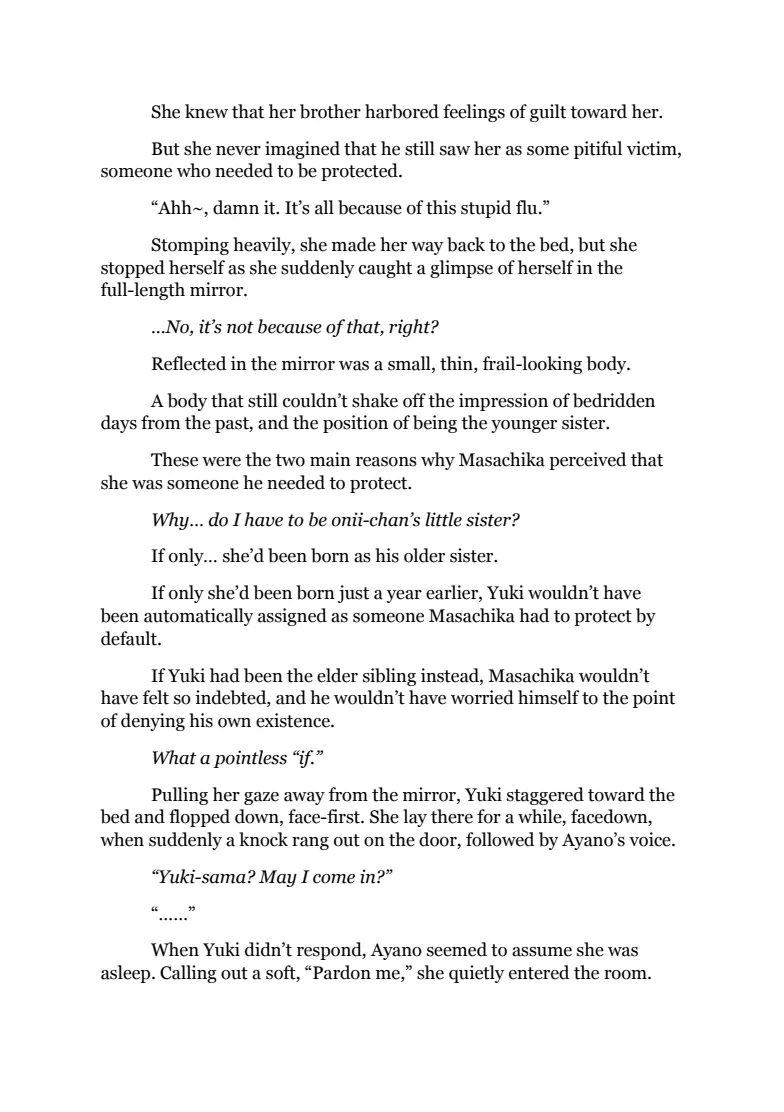 She knew that her brother harbored feelings of guilt toward her.
But she never imagined that he still saw her as some pitiful victim,
someone who needed to be protected.
“Ahh~, damn it. It’s all because of this stupid flu.”
Stomping heavily, she made her way back to the bed, but she
stopped herself as she suddenly caught a glimpse of herself in the
full-length mirror.
…No, it’s not because of that, right?
Reflected in the mirror was a small, thin, frail-looking body.
A body that still couldn’t shake off the impression of bedridden
days from the past, and the position of being the younger sister.
These were the two main reasons why Masachika perceived that
she was someone he needed to protect.
Why… do I have to be onii-chan’s little sister?
If only… she’d been born as his older sister.
If only she’d been born just a year earlier, Yuki wouldn’t have
been automatically assigned as someone Masachika had to protect by
default.
If Yuki had been the elder sibling instead, Masachika wouldn’t
have felt so indebted, and he wouldn’t have worried himself to the point
of denying his own existence.
What a pointless “if.”
Pulling her gaze away from the mirror, Yuki staggered toward the
bed and flopped down, face-first. She lay there for a while, facedown,
when suddenly a knock rang out on the door, followed by Ayano’s voice.
“Yuki-sama? May I come in?”
“……”
When Yuki didn’t respond, Ayano seemed to assume she was
asleep. Calling out a soft, “Pardon me,” she quietly entered the room.